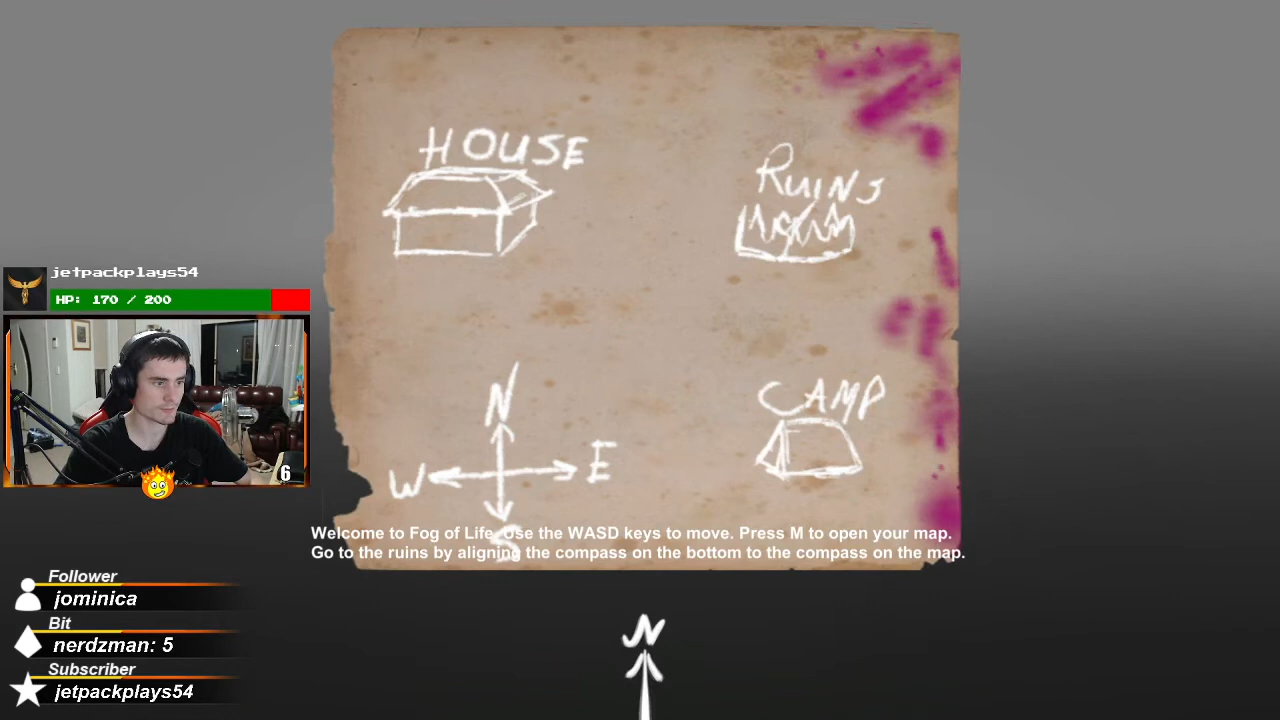 HOUSE
RUINS
jetpackplays54
HP: 170 / 200
N
CAMP
W
E
6
S
Welcome to Fog of Life. Use the WASD keys to move. Press M to open your map.
Go to the ruins by aligning the compass on the bottom to the compass on the map.
Follower
jominica
Bit
nerdzman: 5
Subscriber
jetpackplays54
N